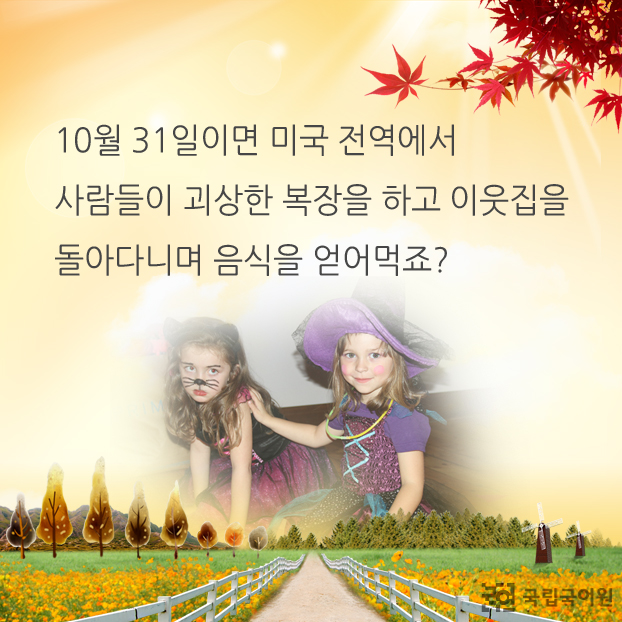 10월 31일이면 미국 전역에서
사람들이 괴상한 복장을 하고 이웃집을
돌아다니며 음식을 얻어먹죠?
국립국어원